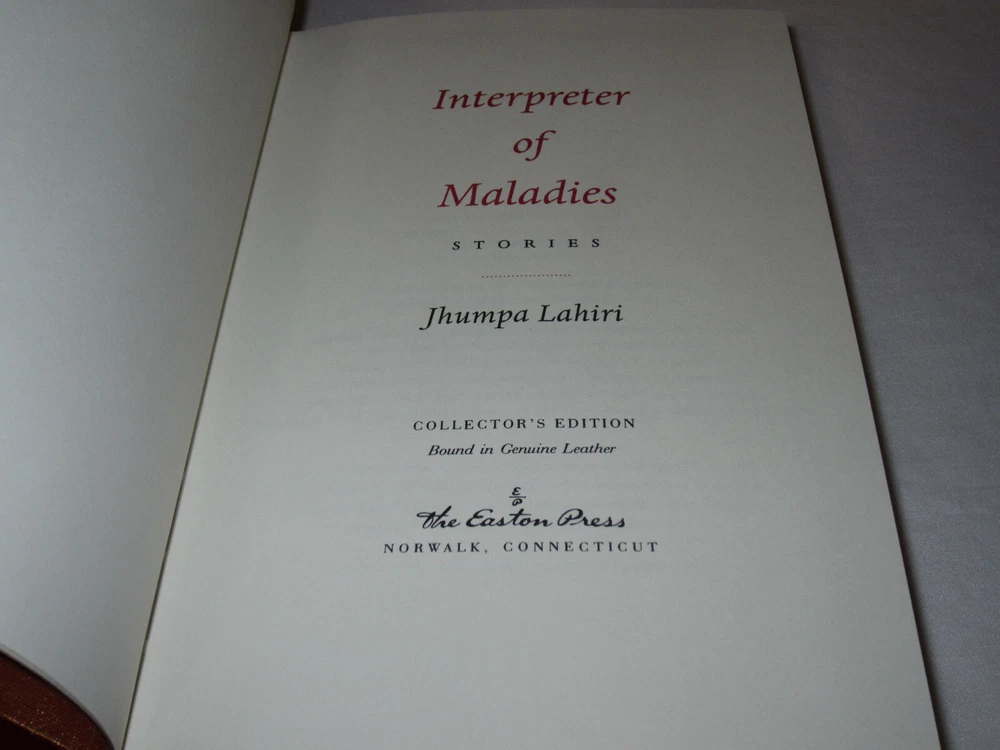 Interpreter
of
Maladies
STORIES
Jhumpa Lahiri
COLLECTOR'S EDITION
Bound in Genuine Leather
E
P
The Easton Press
NORWALK, CONNECTICUT